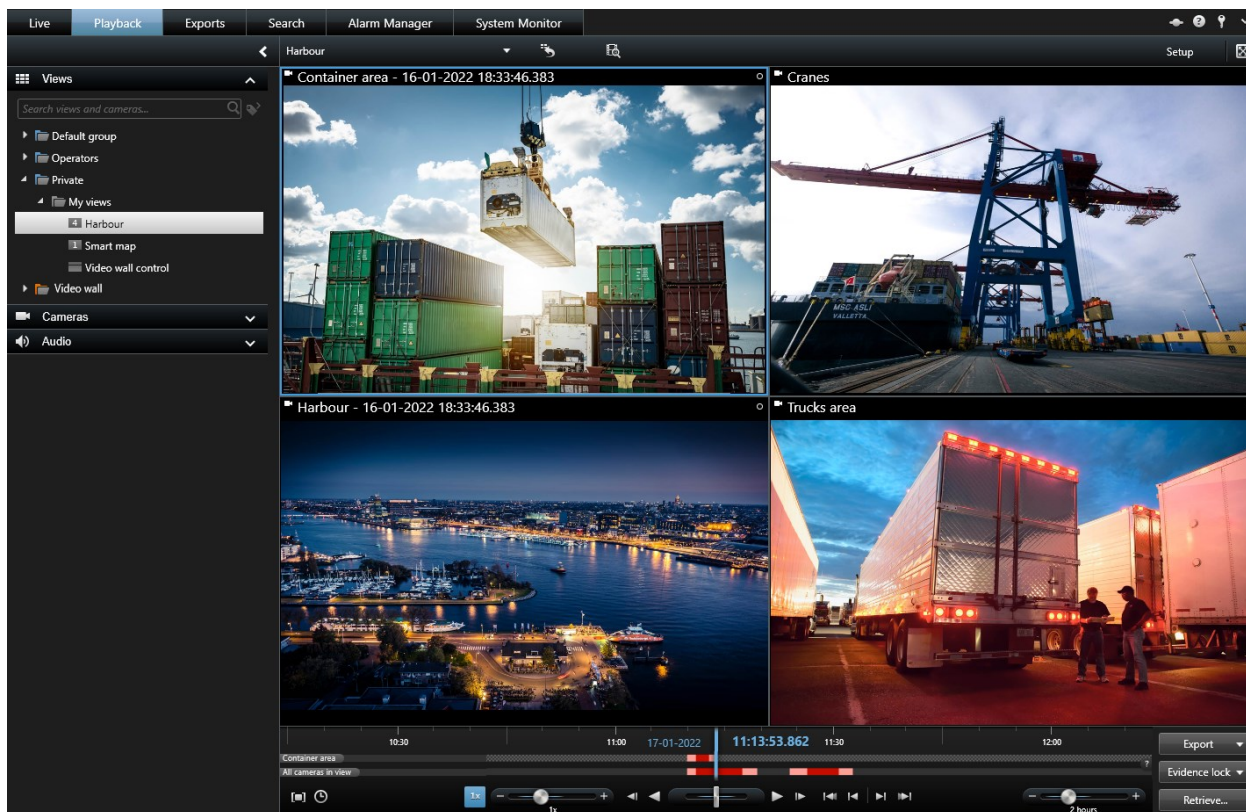 Live Playback Exports Search Alarm Manager System Monitor
Harbour Setup
Views
Search views and cameras...
Default group
Operators
Private
My views
4 Harbour
1 Smart map
Video wall control
Video wall
Cameras
Audio
Container area - 16-01-2022 18:33:46.383
Cranes
MSC ASLI
VALLETTA
Harbour - 16-01-2022 18:33:46.383
Trucks area
10:30 11:00 17-01-2022 11:13:53.862 11:30 12:00
Container area
All cameras in view
1x
1x
2 hours
Export
Evidence lock
Retrieve...